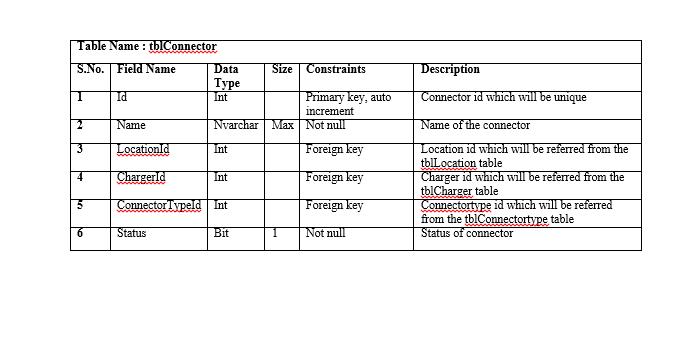 Table Name : tblConnector
S.No. Field Name Data Type Size Constraints Description
1 Id Int Primary key, auto increment Connector id which will be unique
2 Name Nvarchar Max Not null Name of the connector
3 LocationId Int Foreign key Location id which will be referred from the tblLocation table
4 ChargerId Int Foreign key Charger id which will be referred from the tblCharger table
5 ConnectorTypeId Int Foreign key Connectortype id which will be referred from the tblConnectortype table
6 Status Bit 1 Not null Status of connector